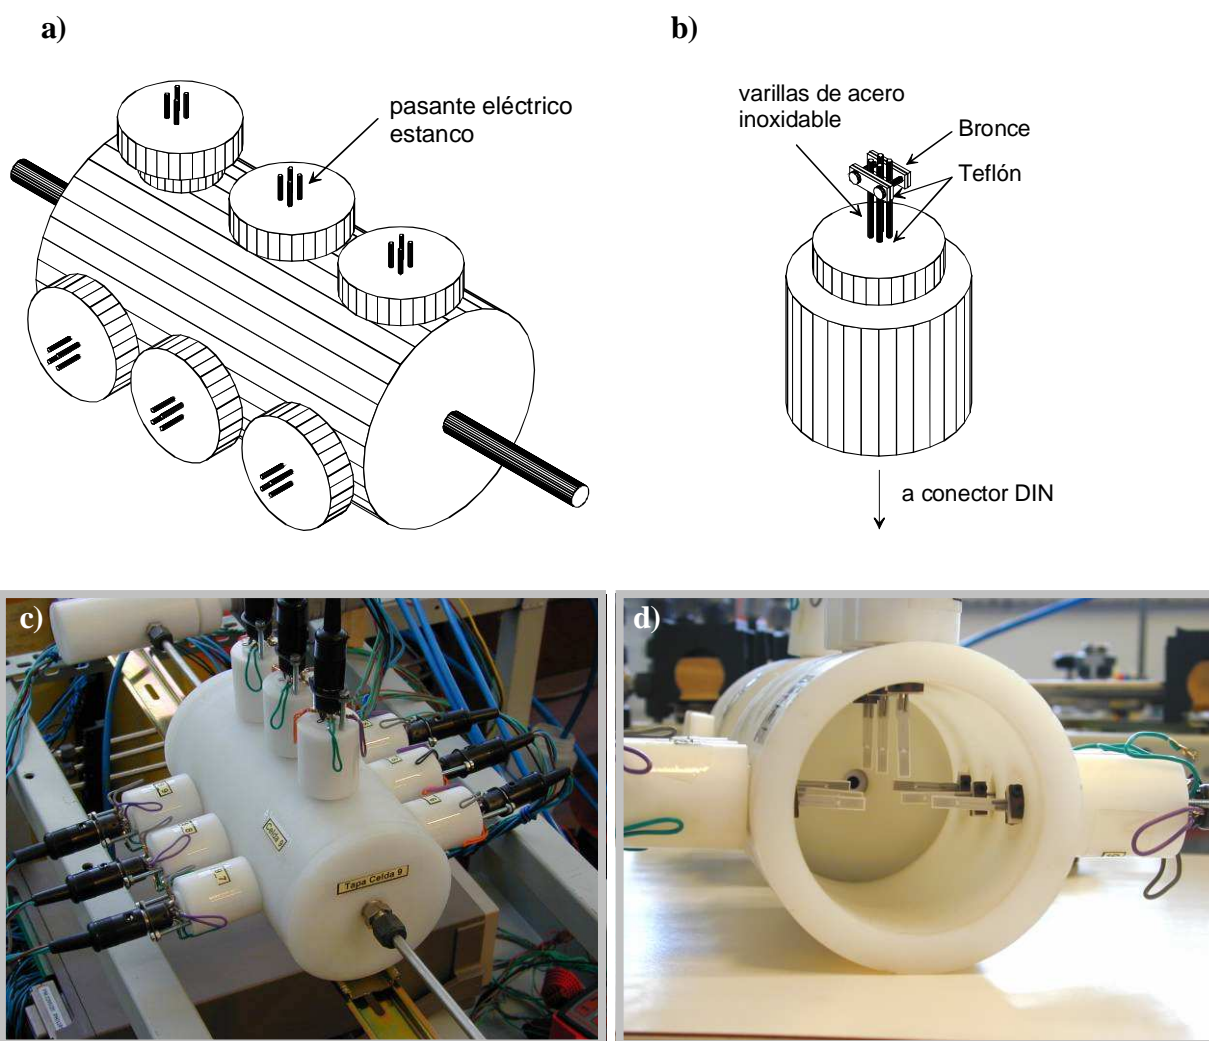 a)
b)
pasante eléctrico
estanco
varillas de acero
inoxidable
Bronce
Teflón
a conector DIN
c)
Celda 9
Tapa Celda 9
d)